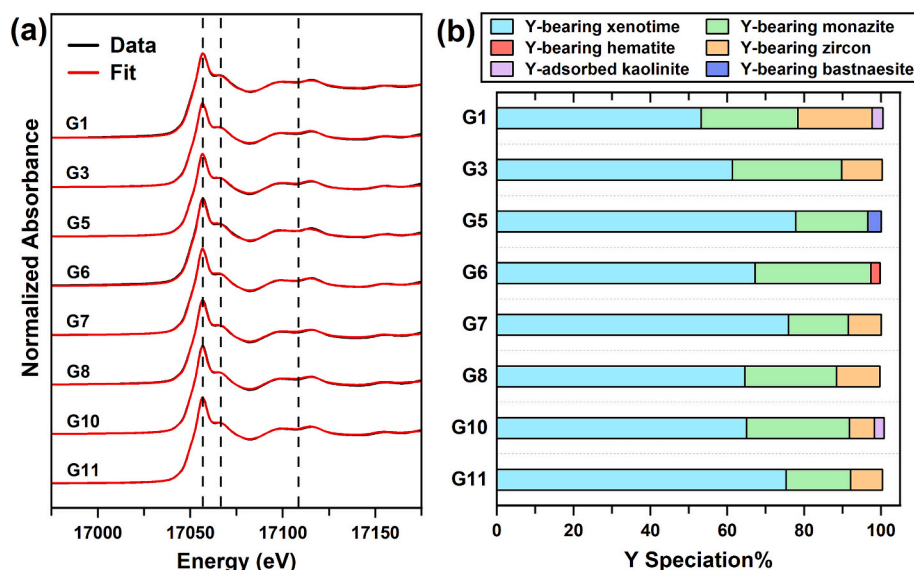 (a)
Data
Fit
G1
G3
G5
G6
G7
G8
G10
G11
Normalized Absorbance
17000 17050 17100 17150
Energy (eV)
(b)
Y-bearing xenotime Y-bearing monazite
Y-bearing hematite Y-bearing zircon
Y-adsorbed kaolinite Y-bearing bastnaesite
G1
G3
G5
G6
G7
G8
G10
G11
0 20 40 60 80 100
Y Speciation%